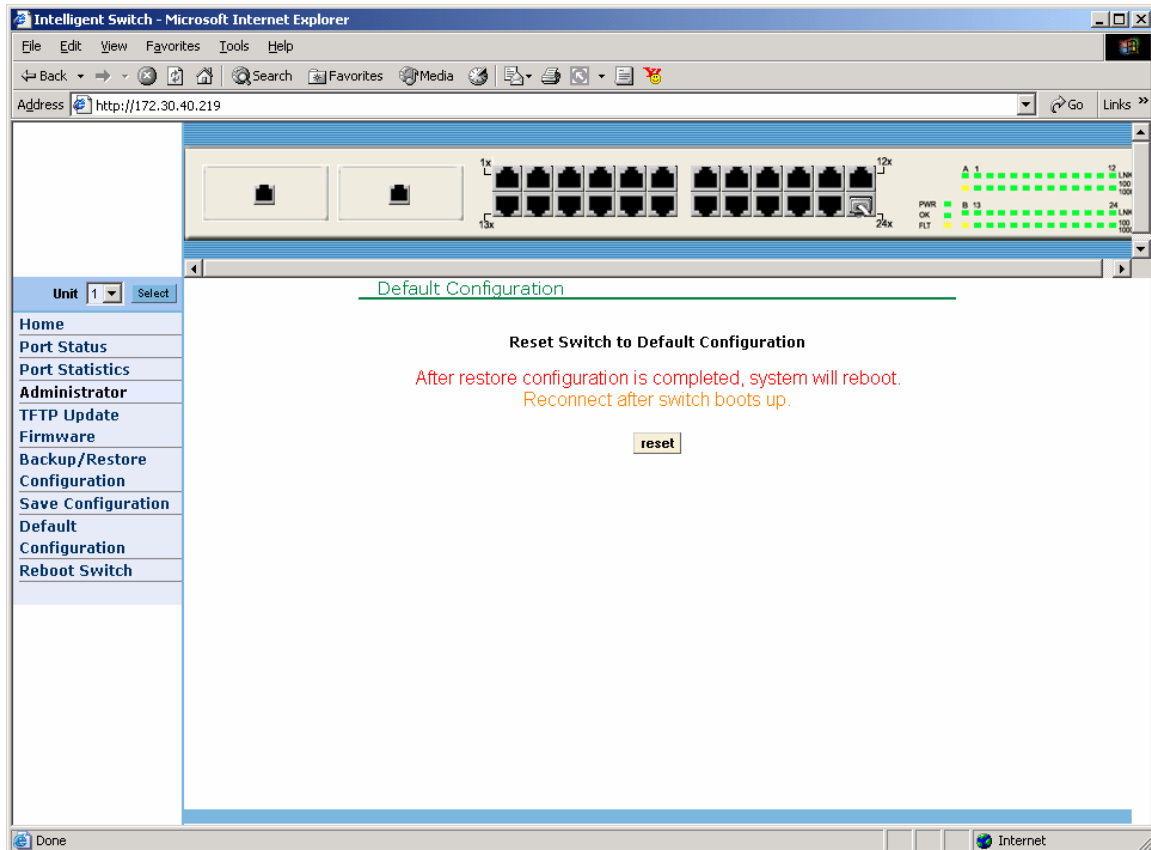 Intelligent Switch - Microsoft Internet Explorer
File Edit View Favorites Tools Help
Back Search Favorites Media
Address http://172.30.40.219 Go Links »
1x 12x
13x 24x
A 1 12 LNK
100
PWR B 13 24 LNK
OK
FLT 100
Unit 1 Select
Home
Port Status
Port Statistics
Administrator
TFTP Update
Firmware
Backup/Restore
Configuration
Save Configuration
Default
Configuration
Reboot Switch
Default Configuration
Reset Switch to Default Configuration
After restore configuration is completed, system will reboot.
Reconnect after switch boots up.
reset
Done Internet